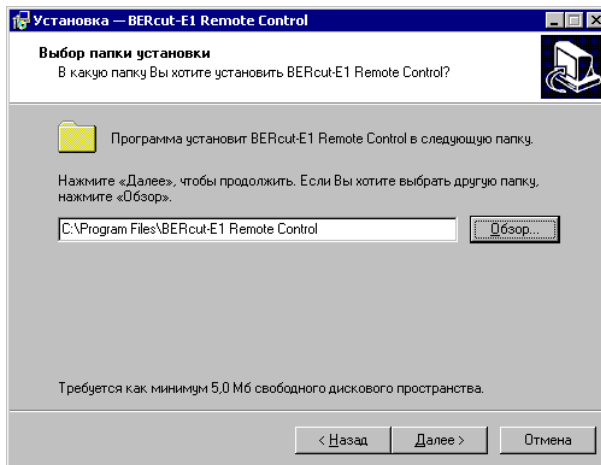 Установка — BERcut-E1 Remote Control
Выбор папки установки
В какую папку Вы хотите установить BERcut-E1 Remote Control?
Программа установит BERcut-E1 Remote Control в следующую папку.
Нажмите «Далее», чтобы продолжить. Если Вы хотите выбрать другую папку,
нажмите «Обзор».
C:\Program Files\BERcut-E1 Remote Control
Обзор...
Требуется как минимум 5,0 Мб свободного дискового пространства.
< Назад
Далее >
Отмена